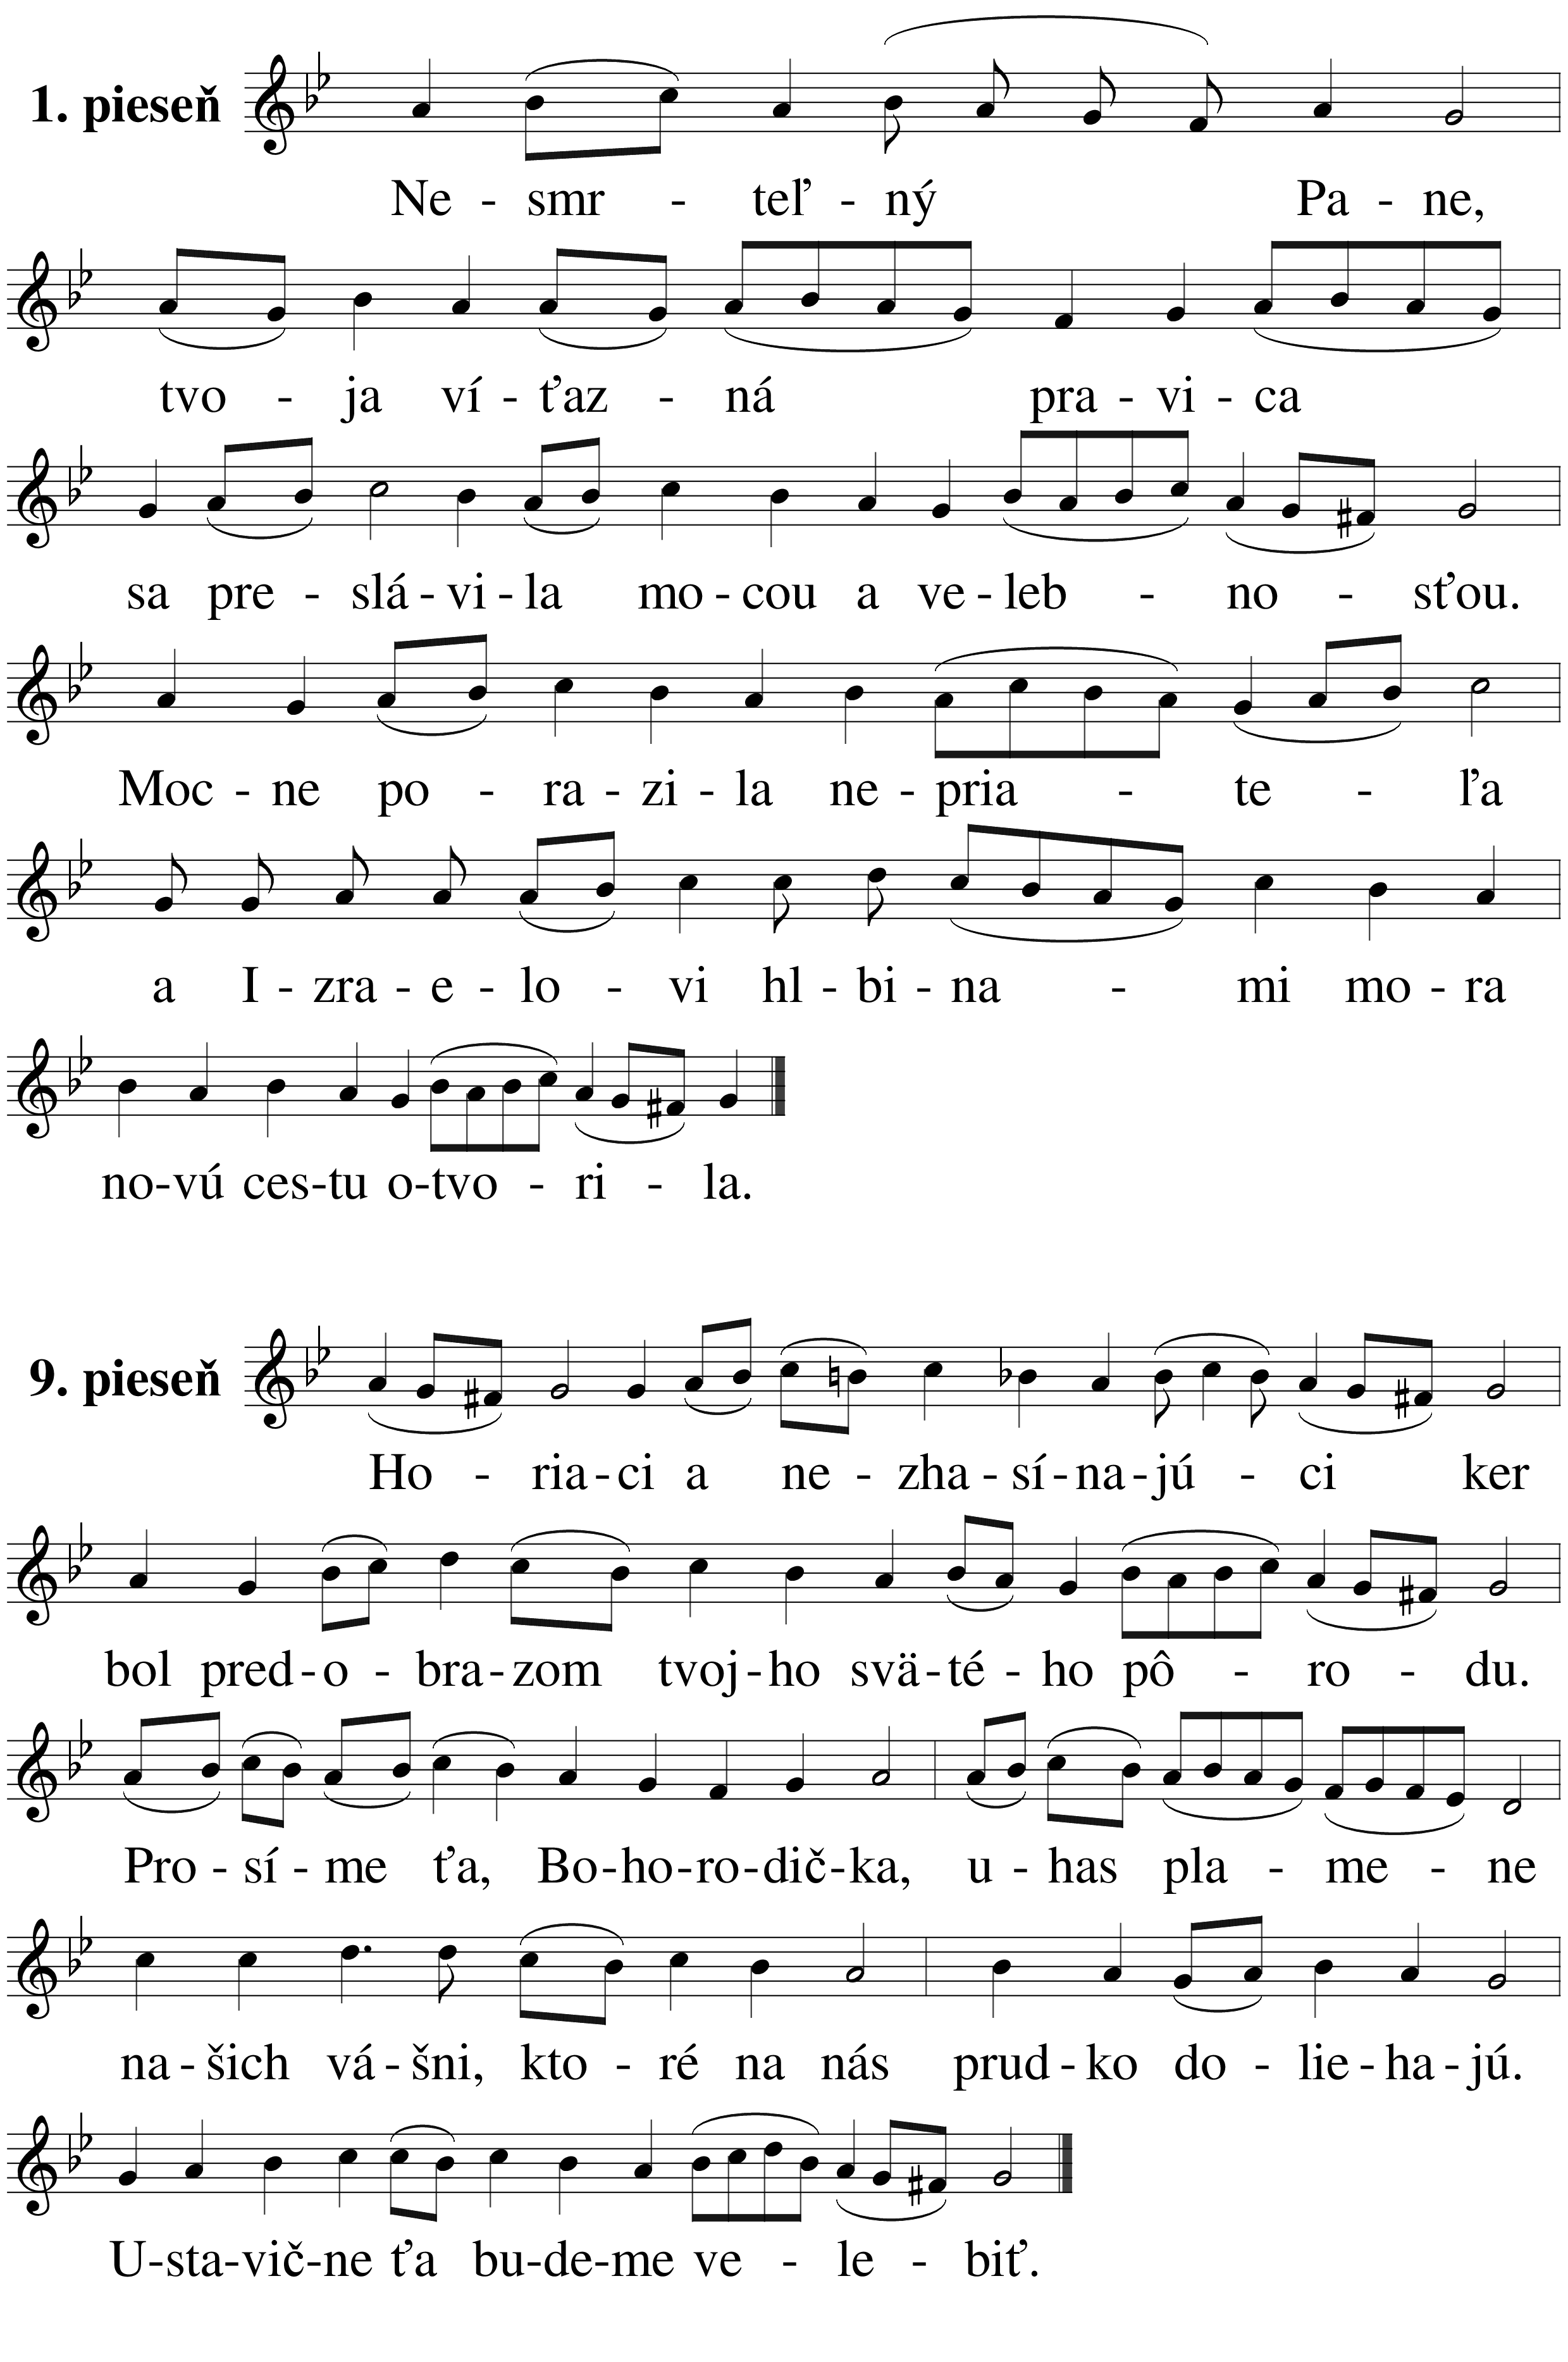 1. pieseň
Ne - smr - teľ - ný Pa - ne,
tvo - ja ví - ťaz - ná pra - vi - ca
sa pre - slá - vi - la mo - cou a ve - leb - no - sťou.
Moc - ne po - ra - zi - la ne - pria - te - ľa
a I - zra - e - lo - vi hl - bi - na - mi mo - ra
no - vú ces - tu o - tvo - ri - la.
9. pieseň
Ho - ria - ci a ne - zha - sí - na - jú - ci ker
bol pred - o - bra - zom tvoj - ho svä - té - ho pô - ro - du.
Pro - sí - me ťa, Bo - ho - ro - dič - ka, u - has pla - me - ne
na - šich vá - šni, kto - ré na nás prud - ko do - lie - ha - jú.
U - sta - vič - ne ťa bu - de - me ve - le - biť.